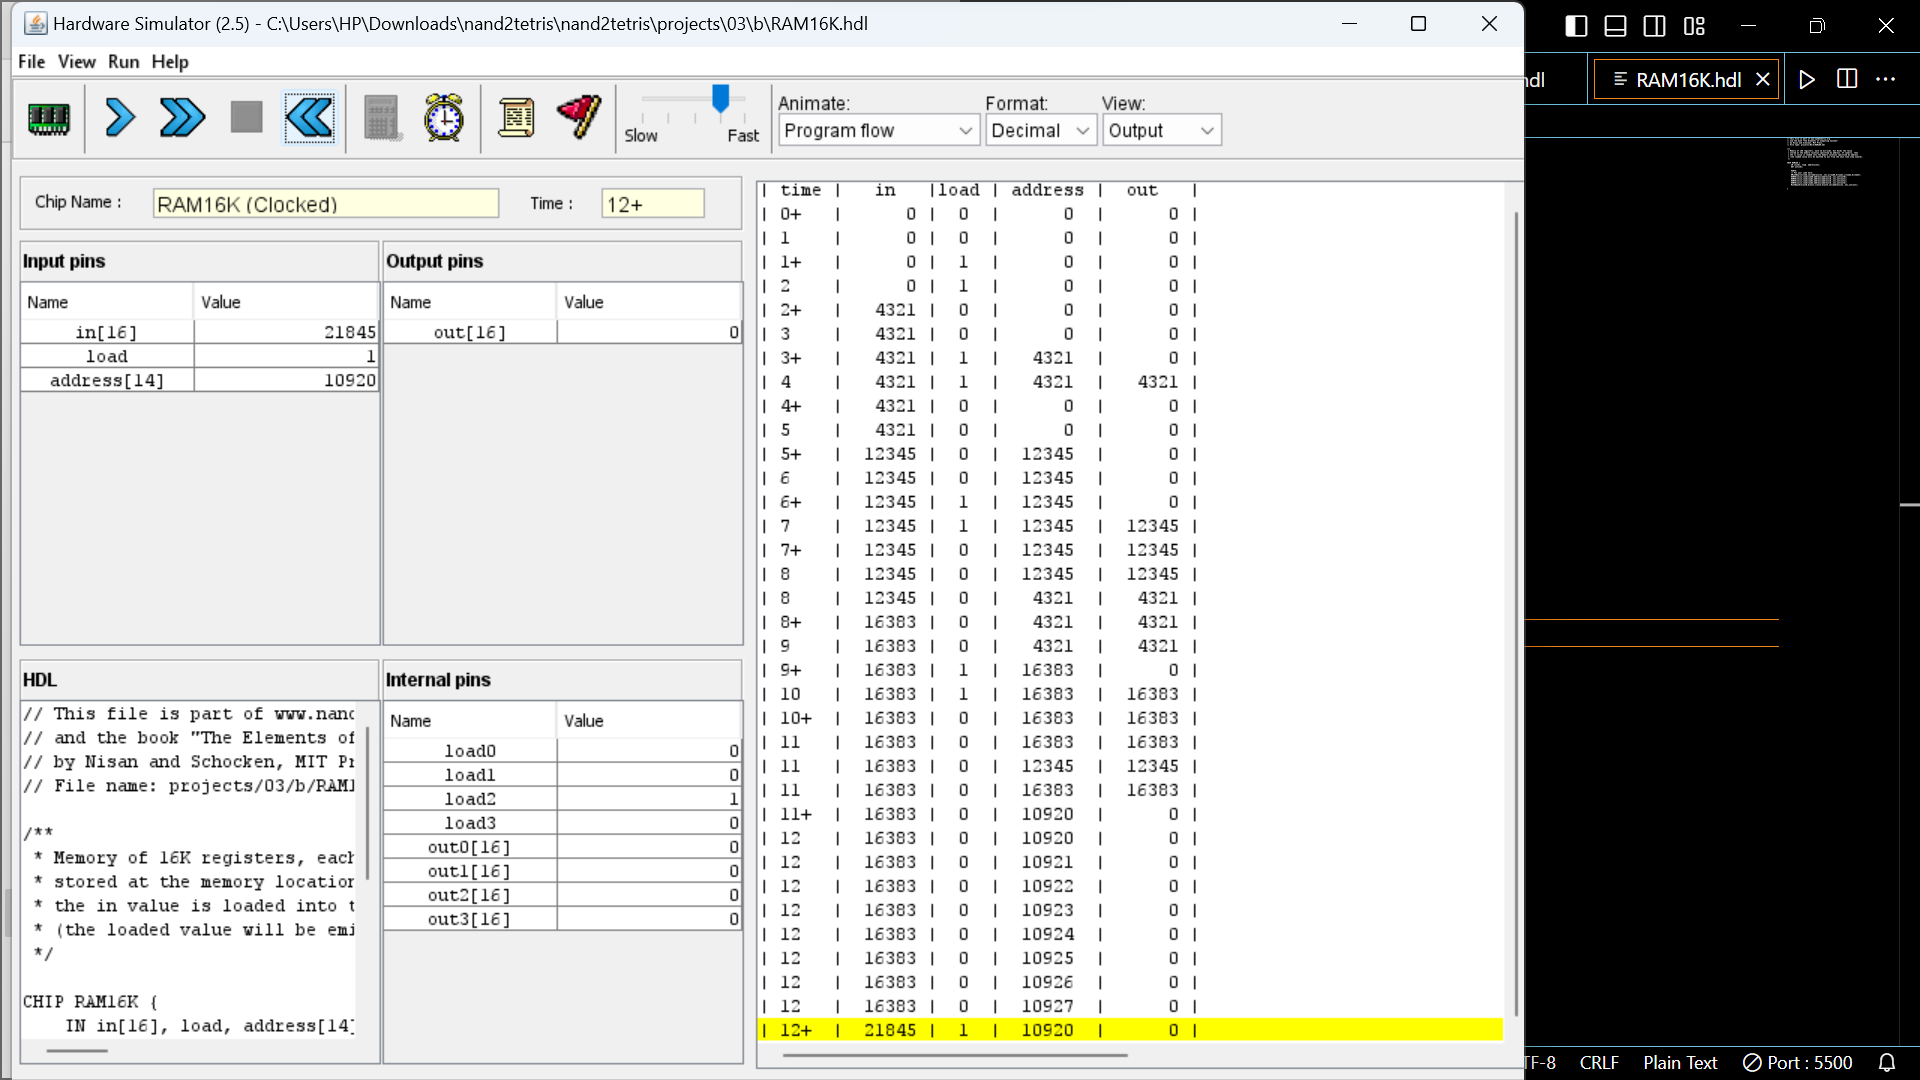 Hardware Simulator (2.5) - C:\Users\HP\Downloads\nand2tetris\nand2tetris\projects\03\b\RAM16K.hdl
File View Run Help
Slow Fast
Animate: Format: View:
Program flow Decimal Output
Chip Name : RAM16K (Clocked) Time : 12+
Input pins
Name Value
in[16] 21845
load 1
address[14] 10920
Output pins
Name Value
out[16] 0
HDL
// This file is part of www.nand
// and the book "The Elements of
// by Nisan and Schocken, MIT Pr
// File name: projects/03/b/RAM1
/**
* Memory of 16K registers, each
* stored at the memory location
* the in value is loaded into t
* (the loaded value will be emi
*/
CHIP RAM16K {
IN in[16], load, address[14]
Internal pins
Name Value
load0 0
load1 0
load2 1
load3 0
out0[16] 0
out1[16] 0
out2[16] 0
out3[16] 0
| time | in |load | address | out |
| 0+ | 0 | 0 | 0 | 0 |
| 1 | 0 | 0 | 0 | 0 |
| 1+ | 0 | 1 | 0 | 0 |
| 2 | 0 | 1 | 0 | 0 |
| 2+ | 4321 | 0 | 0 | 0 |
| 3 | 4321 | 0 | 0 | 0 |
| 3+ | 4321 | 1 | 4321 | 0 |
| 4 | 4321 | 1 | 4321 | 4321 |
| 4+ | 4321 | 0 | 0 | 0 |
| 5 | 4321 | 0 | 0 | 0 |
| 5+ | 12345 | 0 | 12345 | 0 |
| 6 | 12345 | 0 | 12345 | 0 |
| 6+ | 12345 | 1 | 12345 | 0 |
| 7 | 12345 | 1 | 12345 | 12345 |
| 7+ | 12345 | 0 | 12345 | 12345 |
| 8 | 12345 | 0 | 12345 | 12345 |
| 8 | 12345 | 0 | 4321 | 4321 |
| 8+ | 16383 | 0 | 4321 | 4321 |
| 9 | 16383 | 0 | 4321 | 4321 |
| 9+ | 16383 | 1 | 16383 | 0 |
| 10 | 16383 | 1 | 16383 | 16383 |
| 10+ | 16383 | 0 | 16383 | 16383 |
| 11 | 16383 | 0 | 16383 | 16383 |
| 11 | 16383 | 0 | 12345 | 12345 |
| 11 | 16383 | 0 | 16383 | 16383 |
| 11+ | 16383 | 0 | 10920 | 0 |
| 12 | 16383 | 0 | 10920 | 0 |
| 12 | 16383 | 0 | 10921 | 0 |
| 12 | 16383 | 0 | 10922 | 0 |
| 12 | 16383 | 0 | 10923 | 0 |
| 12 | 16383 | 0 | 10924 | 0 |
| 12 | 16383 | 0 | 10925 | 0 |
| 12 | 16383 | 0 | 10926 | 0 |
| 12 | 16383 | 0 | 10927 | 0 |
| 12+ | 21845 | 1 | 10920 | 0 |
dl RAM16K.hdl
TF-8 CRLF Plain Text Port : 5500